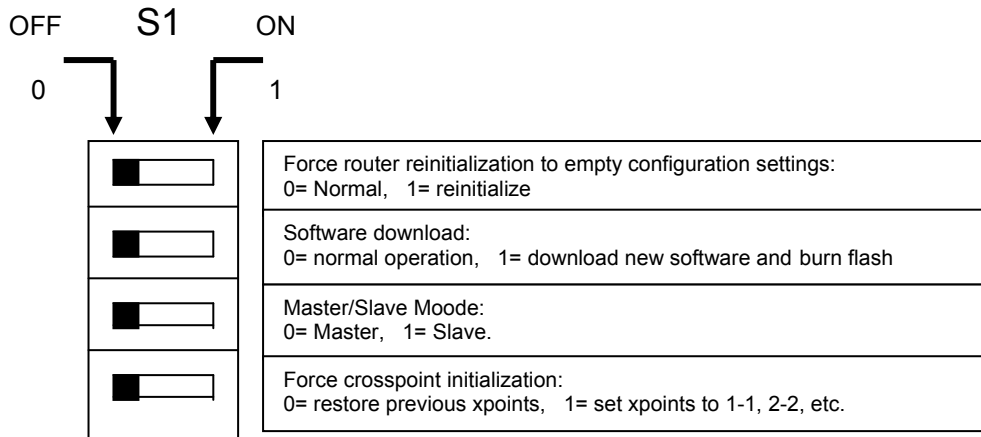 OFF S1 ON
0 1
Force router reinitialization to empty configuration settings:
0= Normal, 1= reinitialize
Software download:
0= normal operation, 1= download new software and burn flash
Master/Slave Moode:
0= Master, 1= Slave.
Force crosspoint initialization:
0= restore previous xpoints, 1= set xpoints to 1-1, 2-2, etc.